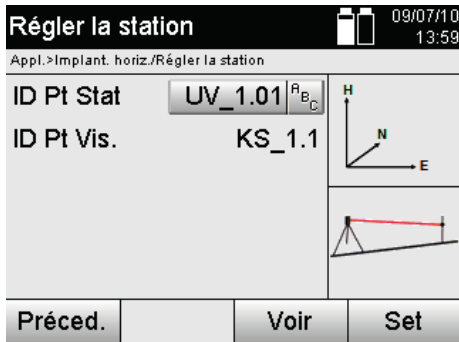 Régler la station
09/07/10
13:59
Appl.>Implant. horiz./Régler la station
ID Pt Stat UV_1.01 ABC
ID Pt Vis. KS_1.1
H
N
E
Précéd. Voir Set